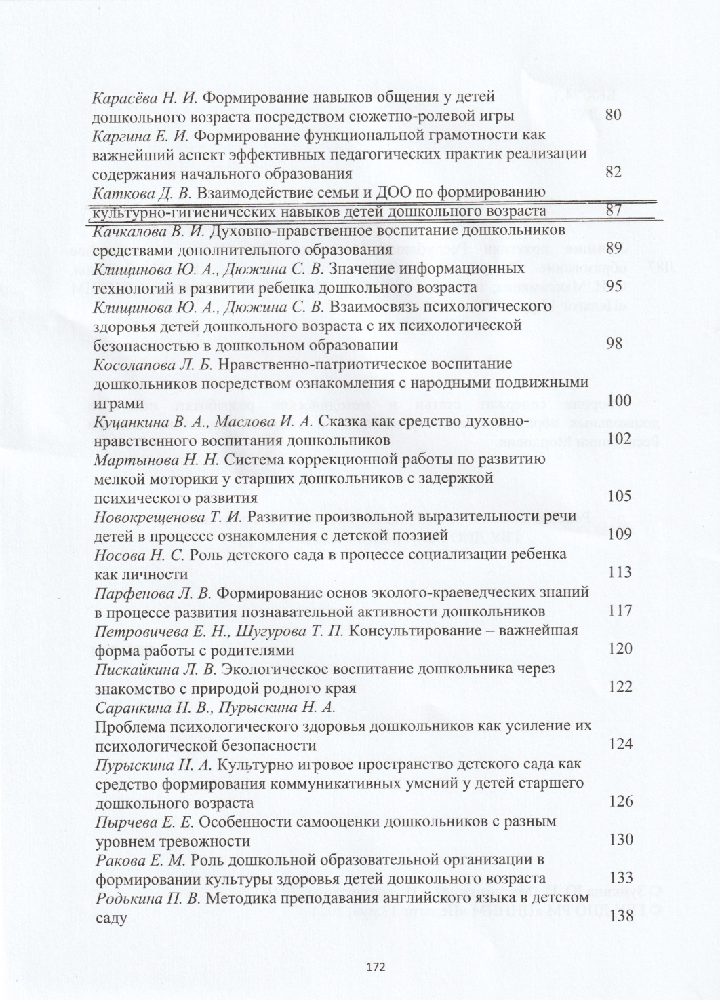 Карасёва Н. И. Формирование навыков общения у детей
дошкольного возраста посредством сюжетно-ролевой игры 80
Каргина Е. И. Формирование функциональной грамотности как
важнейший аспект эффективных педагогических практик реализации
содержания начального образования 82
Каткова Д. В. Взаимодействие семьи и ДОО по формированию
культурно-гигиенических навыков детей дошкольного возраста 87
Качкалова В. И. Духовно-нравственное воспитание дошкольников
средствами дополнительного образования 89
Клищинова Ю. А., Дюжина С. В. Значение информационных
технологий в развитии ребенка дошкольного возраста 95
Клищинова Ю. А., Дюжина С. В. Взаимосвязь психологического
здоровья детей дошкольного возраста с их психологической
безопасностью в дошкольном образовании 98
Косолапова Л. Б. Нравственно-патриотическое воспитание
дошкольников посредством ознакомления с народными подвижными
играми 100
Куцанкина В. А., Маслова И. А. Сказка как средство духовно-
нравственного воспитания дошкольников 102
Мартынова Н. Н. Система коррекционной работы по развитию
мелкой моторики у старших дошкольников с задержкой
психического развития 105
Новокрещенова Т. И. Развитие произвольной выразительности речи
детей в процессе ознакомления с детской поэзией 109
Носова Н. С. Роль детского сада в процессе социализации ребенка
как личности 113
Парфенова Л. В. Формирование основ эколого-краеведческих знаний
в процессе развития познавательной активности дошкольников 117
Петровичева Е. Н., Шугурова Т. П. Консультирование – важнейшая
форма работы с родителями 120
Пискайкина Л. В. Экологическое воспитание дошкольника через
знакомство с природой родного края 122
Саранкина Н. В., Пурыскина Н. А.
Проблема психологического здоровья дошкольников как усиление их
психологической безопасности 124
Пурыскина Н. А. Культурно игровое пространство детского сада как
средство формирования коммуникативных умений у детей старшего
дошкольного возраста 126
Пырчева Е. Е. Особенности самооценки дошкольников с разным
уровнем тревожности 130
Ракова Е. М. Роль дошкольной образовательной организации в
формировании культуры здоровья детей дошкольного возраста 133
Родькина П. В. Методика преподавания английского языка в детском
саду 138
172